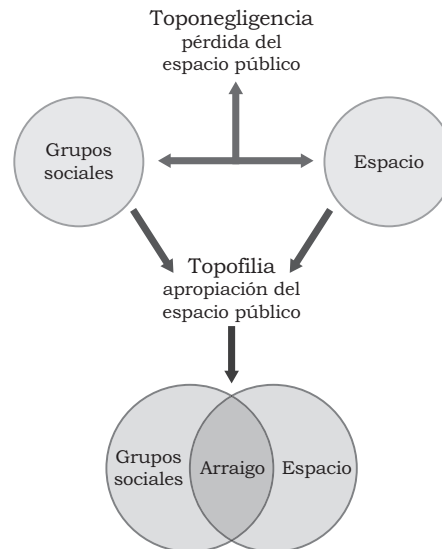 Toponegligencia
pérdida del
espacio público
Grupos
sociales
Espacio
Topofilia
apropiación del
espacio público
Grupos
sociales
Arraigo
Espacio